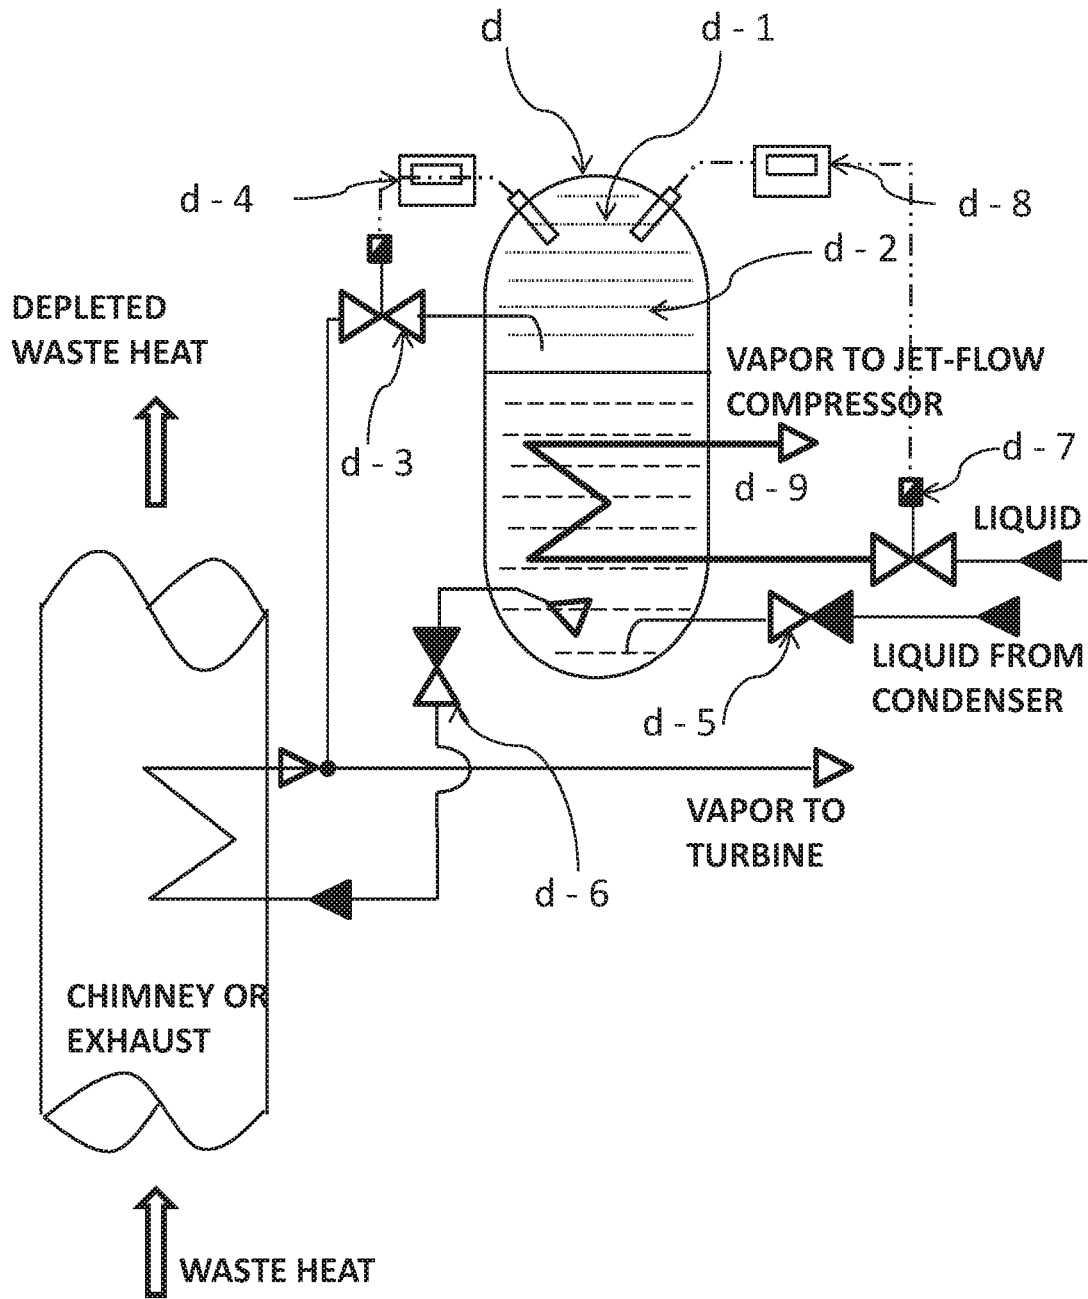 d
d - 1
d - 4
d - 8
d - 2
DEPLETED
WASTE HEAT
VAPOR TO JET-FLOW
COMPRESSOR
d - 3
d - 7
d - 9
LIQUID
LIQUID FROM
CONDENSER
d - 5
VAPOR TO
TURBINE
d - 6
CHIMNEY OR
EXHAUST
WASTE HEAT